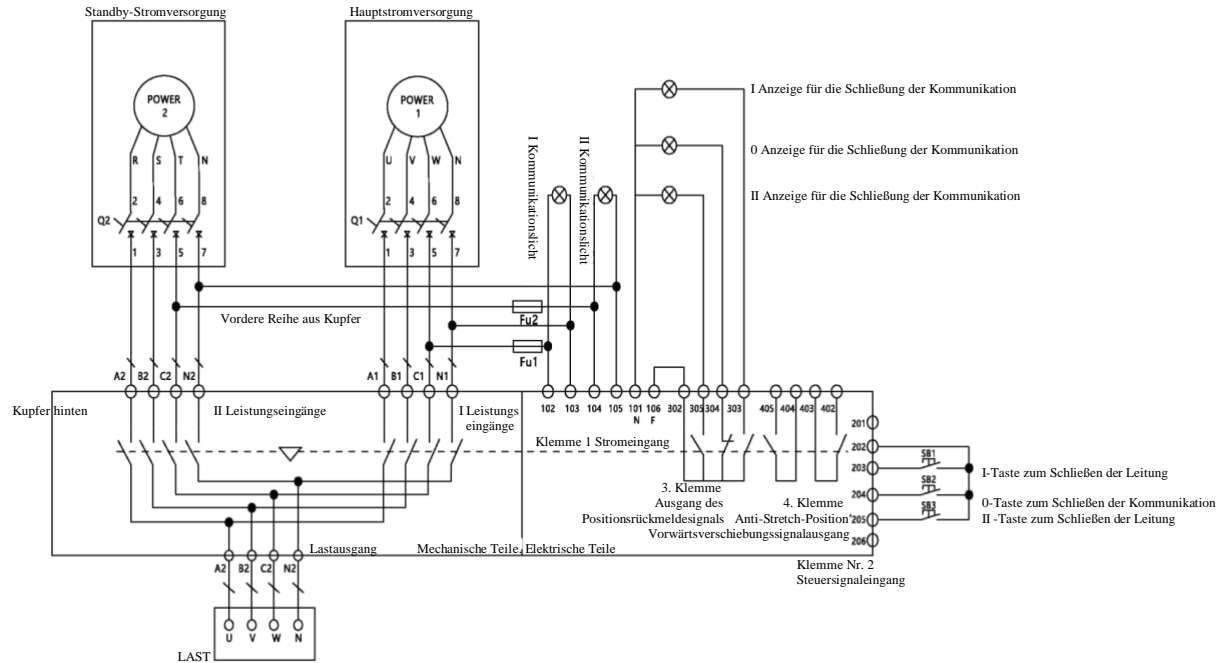 Standby-Stromversorgung
Hauptstromversorgung
POWER
2
POWER
1
R S T N
U V W N
2 4 6 8
2 4 6 8
Q2
Q1
1 3 5 7
1 3 5 7
I Kommunikationslicht
II Kommunikationslicht
I Anzeige für die Schließung der Kommunikation
0 Anzeige für die Schließung der Kommunikation
II Anzeige für die Schließung der Kommunikation
Vordere Reihe aus Kupfer
Fu2
Fu1
A2 B2 C2 N2
A1 B1 C1 N1
Kupfer hinten
II Leistungseingänge
I Leistungs
eingänge
102 103 104 105 101 106 302 305 304 303 405 404 403 402
N F
Klemme 1 Stromeingang
201
202
203
204
205
206
SB1
SB2
SB3
I-Taste zum Schließen der Leitung
0-Taste zum Schließen der Kommunikation
II -Taste zum Schließen der Leitung
3. Klemme
Ausgang des
Positionsrückmeldesignals
4. Klemme
Anti-Stretch-Position
Vorwärtsverschiebungssignalausgang
Lastausgang
Mechanische Teile
Elektrische Teile
Klemme Nr. 2
Steuersignaleingang
A2 B2 C2 N2
U V W N
LAST